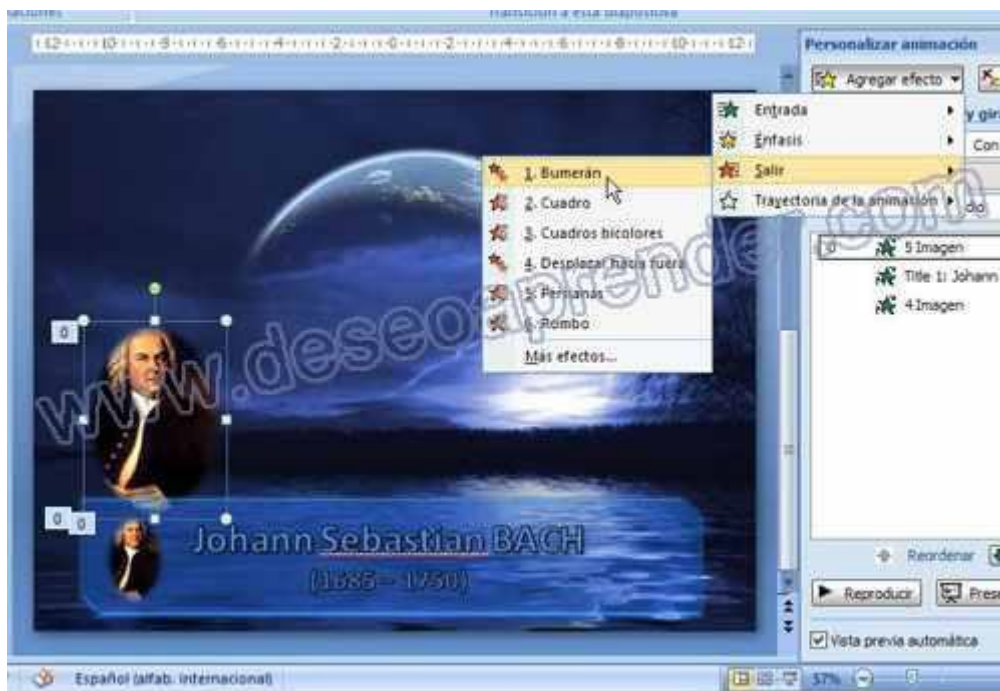 Transición a esta diapositiva
Personalizar animación
Agregar efecto
Entrada
Énfasis
Salir
Trayectoria de la animación
y gir
Con
1. Bumerán
2. Cuadro
3. Cuadros bicolores
4. Desplazar hacia fuera
5. Persianas
6. Rombo
Más efectos...
0
5 Imagen
Title 1: Johann
4 Imagen
0
0 0
Johann Sebastian BACH
(1685 – 1750)
Reordenar
Reproducir
Prese
Vista previa automática
Español (alfab. internacional)
57%
www.deseoaprender.com